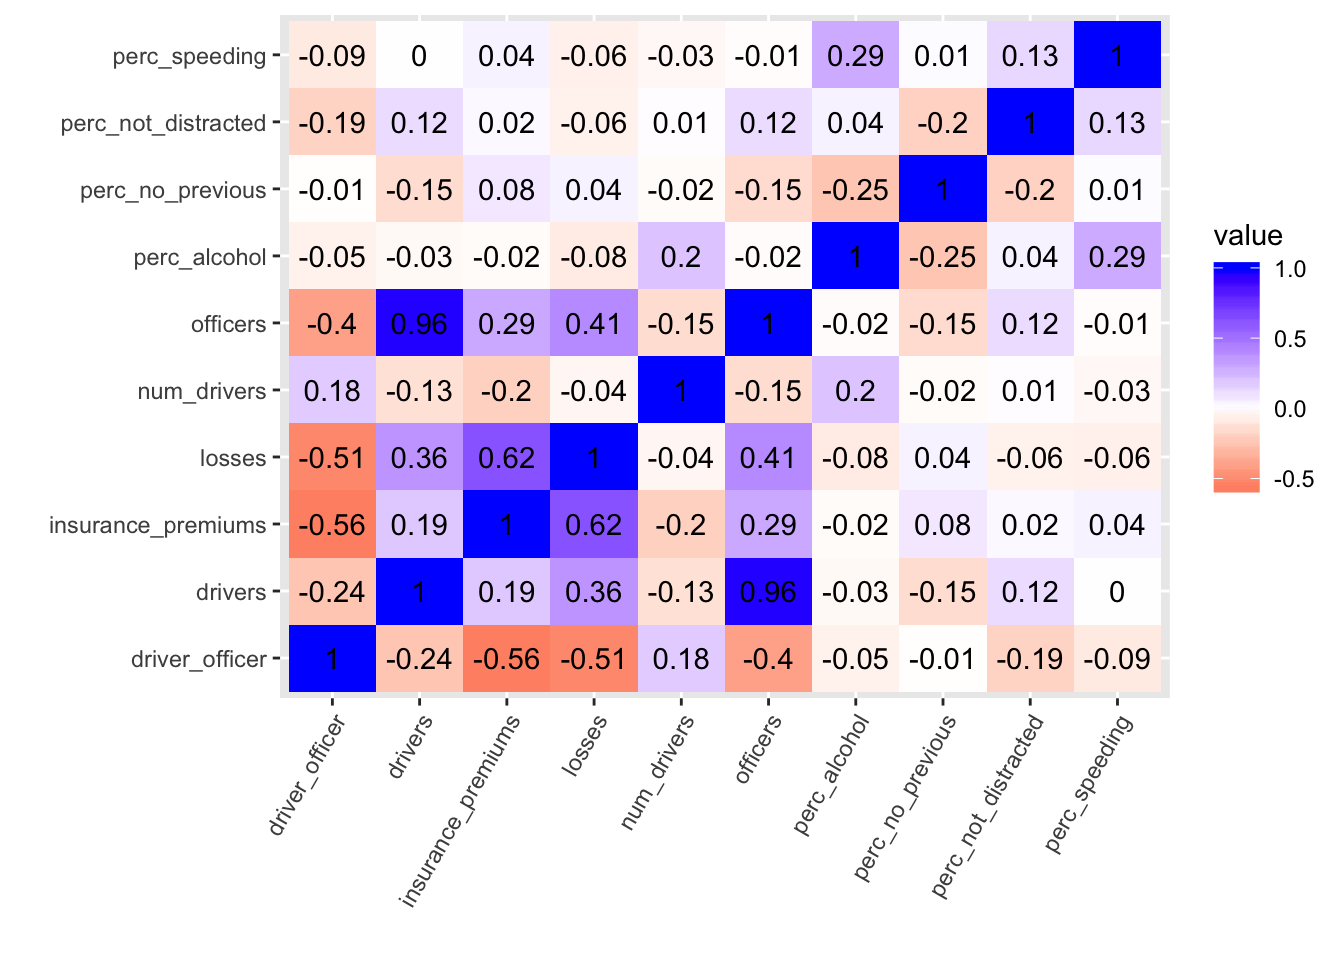 perc_speeding -0.09 0 0.04 -0.06 -0.03 -0.01 0.29 0.01 0.13 1
perc_not_distracted -0.19 0.12 0.02 -0.06 0.01 0.12 0.04 -0.2 1 0.13
perc_no_previous -0.01 -0.15 0.08 0.04 -0.02 -0.15 -0.25 1 -0.2 0.01
perc_alcohol -0.05 -0.03 -0.02 -0.08 0.2 -0.02 1 -0.25 0.04 0.29
officers -0.4 0.96 0.29 0.41 -0.15 1 -0.02 -0.15 0.12 -0.01
num_drivers 0.18 -0.13 -0.2 -0.04 1 -0.15 0.2 -0.02 0.01 -0.03
losses -0.51 0.36 0.62 1 -0.04 0.41 -0.08 0.04 -0.06 -0.06
insurance_premiums -0.56 0.19 1 0.62 -0.2 0.29 -0.02 0.08 0.02 0.04
drivers -0.24 1 0.19 0.36 -0.13 0.96 -0.03 -0.15 0.12 0
driver_officer 1 -0.24 -0.56 -0.51 0.18 -0.4 -0.05 -0.01 -0.19 -0.09
driver_officer
drivers
insurance_premiums
losses
num_drivers
officers
perc_alcohol
perc_no_previous
perc_not_distracted
perc_speeding
value
1.0
0.5
0.0
-0.5